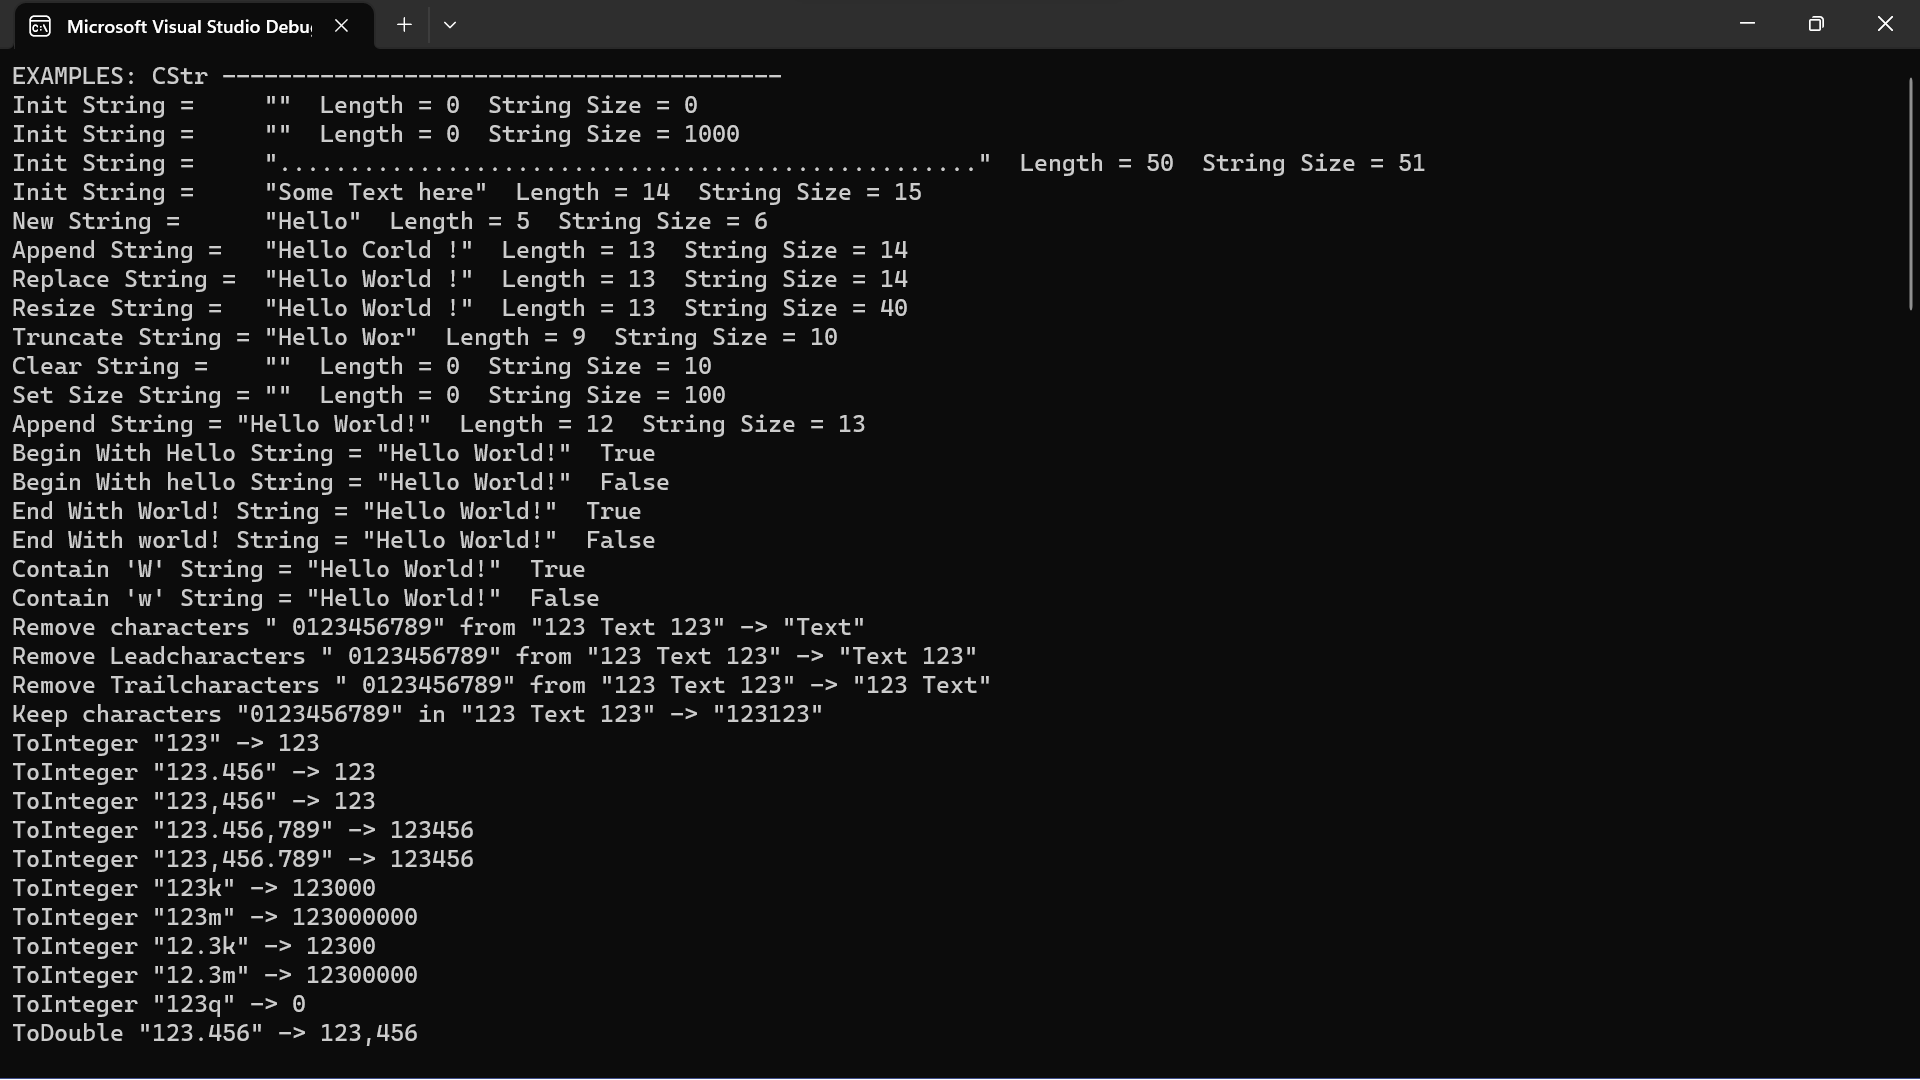 Microsoft Visual Studio Debu
EXAMPLES: CStr ----------------------------------------
Init String =     ""  Length = 0  String Size = 0
Init String =     ""  Length = 0  String Size = 1000
Init String =     ".................................................."  Length = 50  String Size = 51
Init String =     "Some Text here"  Length = 14  String Size = 15
New String =      "Hello"  Length = 5  String Size = 6
Append String =   "Hello Corld !"  Length = 13  String Size = 14
Replace String =  "Hello World !"  Length = 13  String Size = 14
Resize String =   "Hello World !"  Length = 13  String Size = 40
Truncate String = "Hello Wor"  Length = 9  String Size = 10
Clear String =    ""  Length = 0  String Size = 10
Set Size String = ""  Length = 0  String Size = 100
Append String = "Hello World!"  Length = 12  String Size = 13
Begin With Hello String = "Hello World!"  True
Begin With hello String = "Hello World!"  False
End With World! String = "Hello World!"  True
End With world! String = "Hello World!"  False
Contain 'W' String = "Hello World!"  True
Contain 'w' String = "Hello World!"  False
Remove characters " 0123456789" from "123 Text 123" -> "Text"
Remove Leadcharacters " 0123456789" from "123 Text 123" -> "Text 123"
Remove Trailcharacters " 0123456789" from "123 Text 123" -> "123 Text"
Keep characters "0123456789" in "123 Text 123" -> "123123"
ToInteger "123" -> 123
ToInteger "123.456" -> 123
ToInteger "123,456" -> 123
ToInteger "123.456,789" -> 123456
ToInteger "123,456.789" -> 123456
ToInteger "123k" -> 123000
ToInteger "123m" -> 123000000
ToInteger "12.3k" -> 12300
ToInteger "12.3m" -> 12300000
ToInteger "123q" -> 0
ToDouble "123.456" -> 123,456